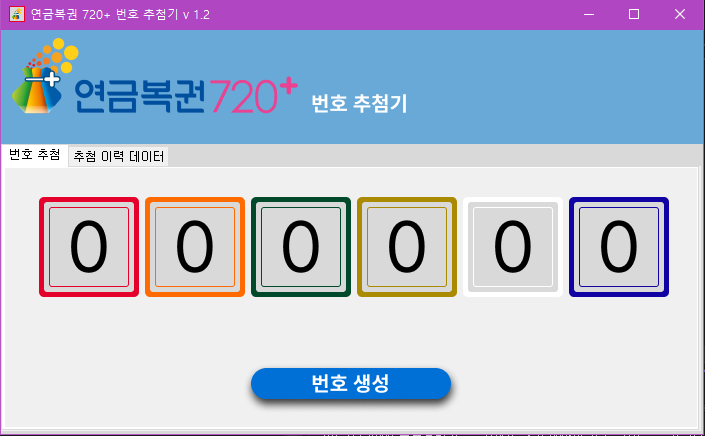 연금복권 720+ 번호 추첨기 v 1.2
연금복권720+ 번호 추첨기
번호 추첨 추첨 이력 데이터
0 0 0 0 0 0
번호 생성